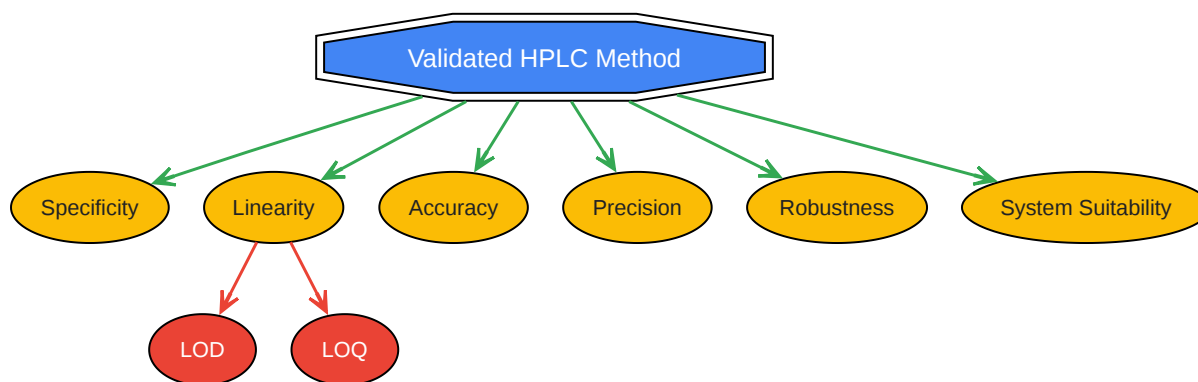 Validated HPLC Method
Specificity
Linearity
Accuracy
Precision
Robustness
System Suitability
LOD
LOQ